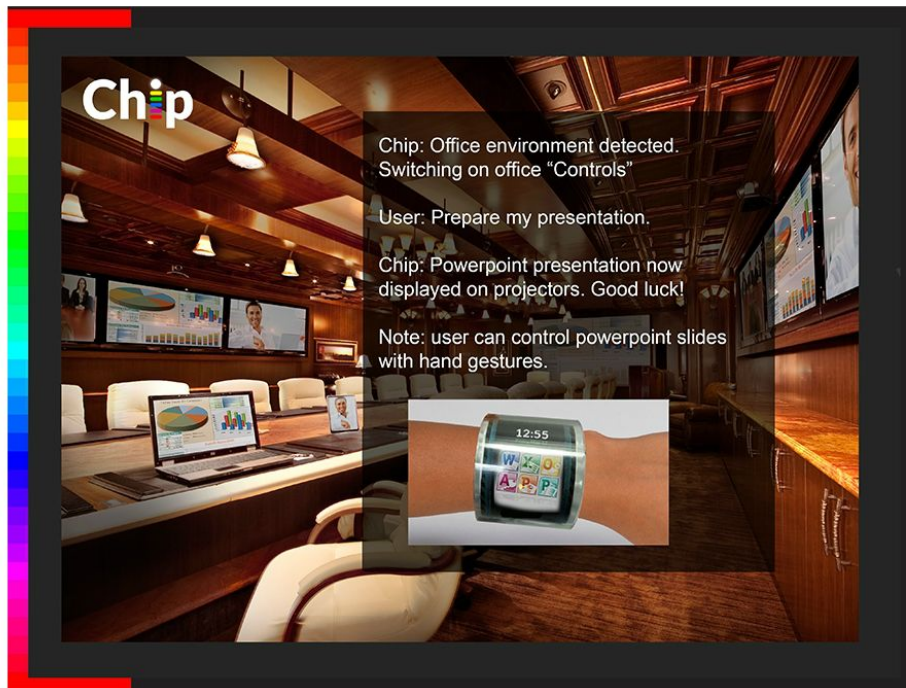 Chip
Chip: Office environment detected.
Switching on office “Controls”
User: Prepare my presentation.
Chip: Powerpoint presentation now
displayed on projectors. Good luck!
Note: user can control powerpoint slides
with hand gestures.
12:55
W X O
A P P